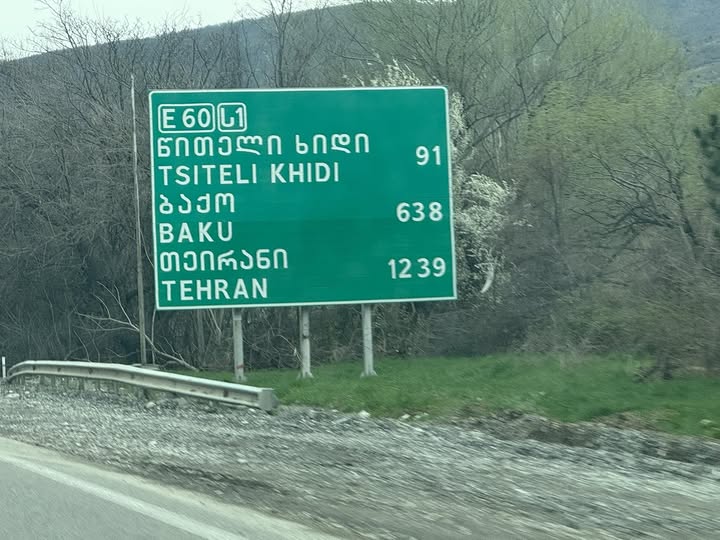 E 60 ს1
წითელი ხიდი 91
TSITELI KHIDI
ბაქო 638
BAKU
თეირანი 1239
TEHRAN